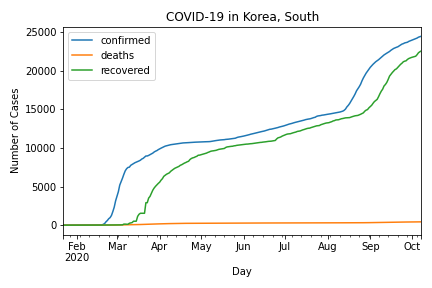 COVID-19 in Korea, South
confirmed
deaths
recovered
Number of Cases
25000
20000
15000
10000
5000
0
Feb Mar Apr May Jun Jul Aug Sep Oct
2020
Day